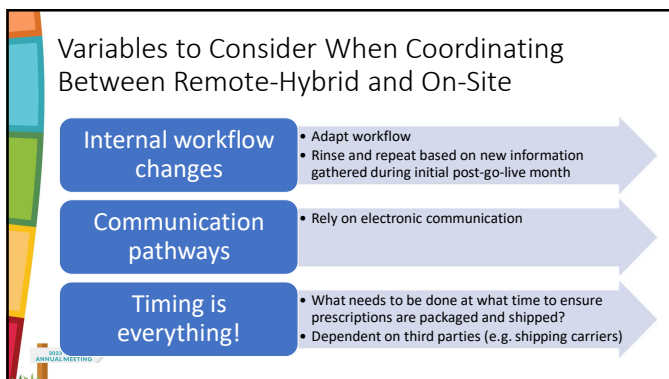 Variables to Consider When Coordinating
Between Remote-Hybrid and On-Site
Internal workflow
changes
• Adapt workflow
• Rinse and repeat based on new information
gathered during initial post-go-live month
Communication
pathways
• Rely on electronic communication
Timing is
everything!
• What needs to be done at what time to ensure
prescriptions are packaged and shipped?
• Dependent on third parties (e.g. shipping carriers)
2023
ANNUAL MEETING